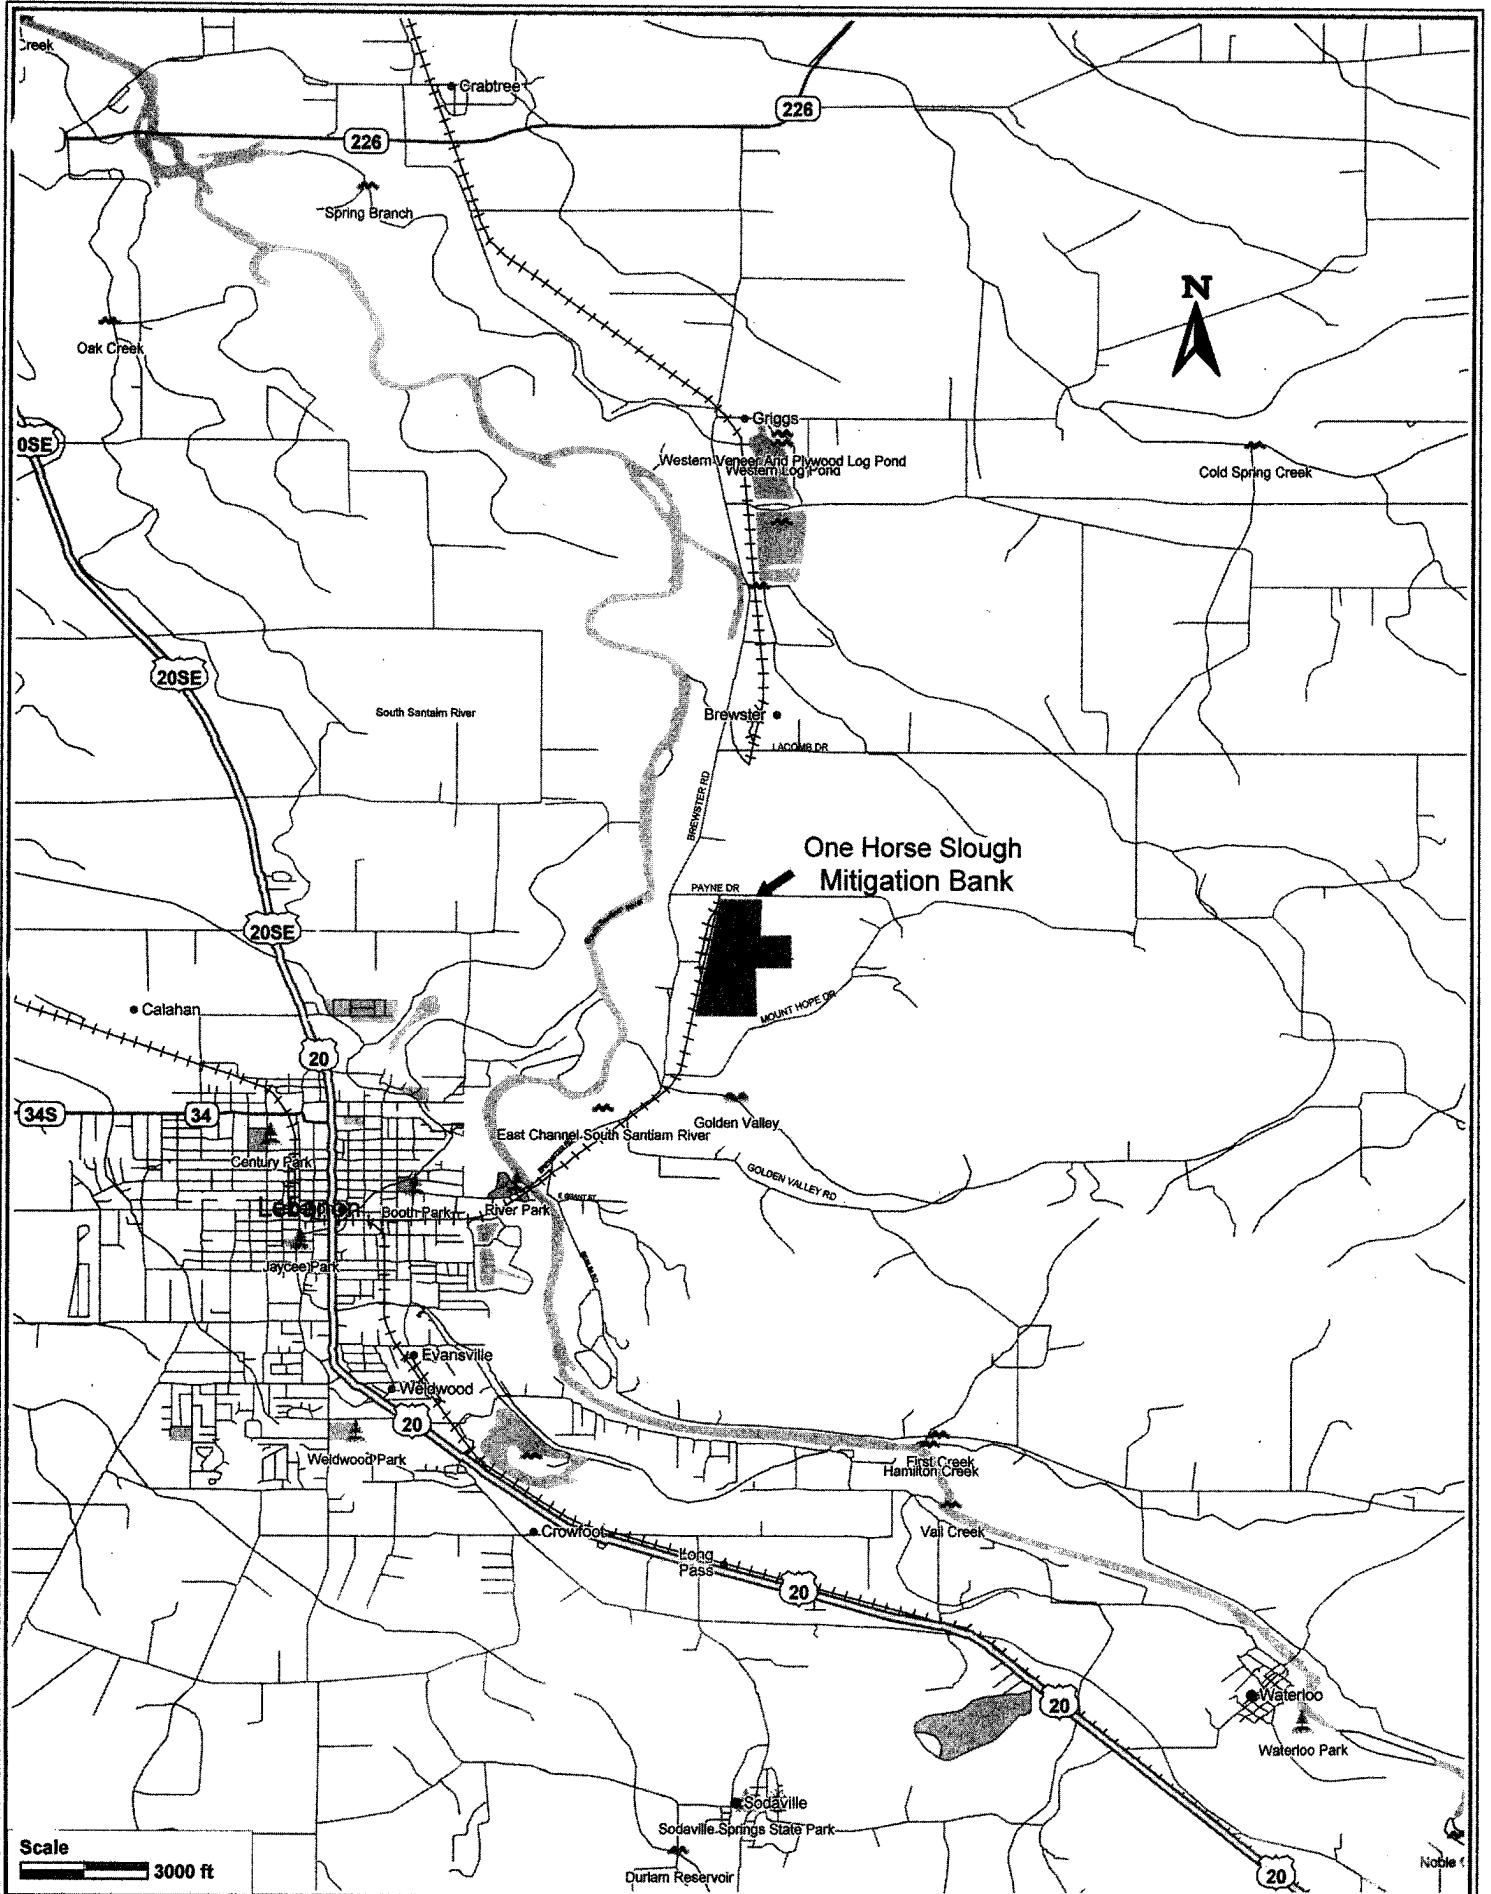 Creek
Crabtree
226
226
Spring Branch
N
Oak Creek
Griggs
0SE
Western Veneer And Plywood Log Pond
Western Log Pond
Cold Spring Creek
20SE
South Santaim River
Brewster
LACOMB DR
BREWSTER RD
One Horse Slough
Mitigation Bank
PAYNE DR
20SE
Calahan
MOUNT HOPE DR
20
34S
34
Golden Valley
East Channel South Santiam River
Century Park
GOLDEN VALLEY RD
Lebanon
Booth Park
River Park
E GRANT ST
Jaycee Park
Evansville
Weldwood
20
Weldwood Park
First Creek
Hamilton Creek
Crowfoot
Vail Creek
Long
Pass
20
20
Waterloo
Waterloo Park
Sodaville
Sodaville Springs State Park
Scale
3000 ft
Durlam Reservoir
20
Noble